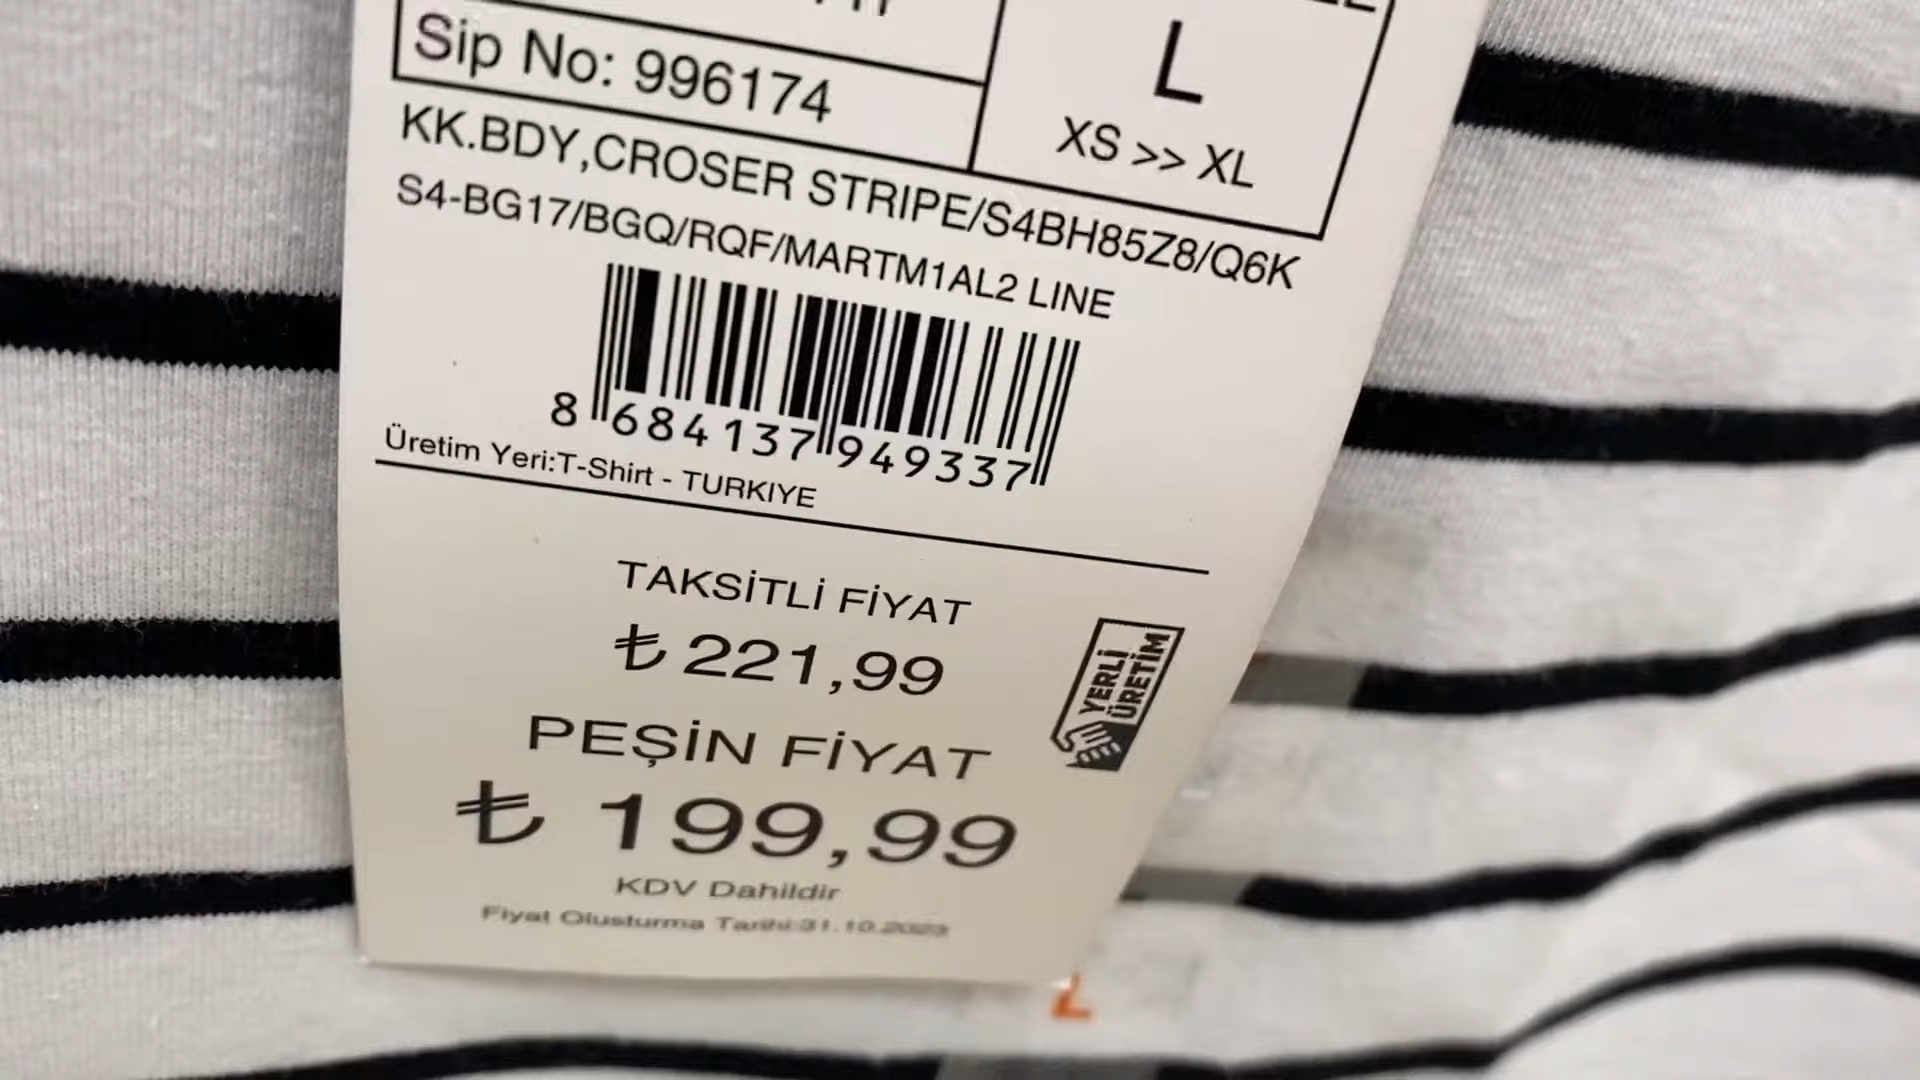 Sip No: 996174
L
XS >> XL
KK.BDY,CROSER STRIPE/S4BH85Z8/Q6K
S4-BG17/BGQ/RQF/MARTM1AL2 LINE
8 684137 949337
Üretim Yeri:T-Shirt - TURKIYE
TAKSİTLİ FİYAT
₺ 221,99
YERLİ
ÜRETİM
PEŞİN FİYAT
₺ 199,99
KDV Dahildir
Fiyat Olusturma Tarihi:31.10.2023
L